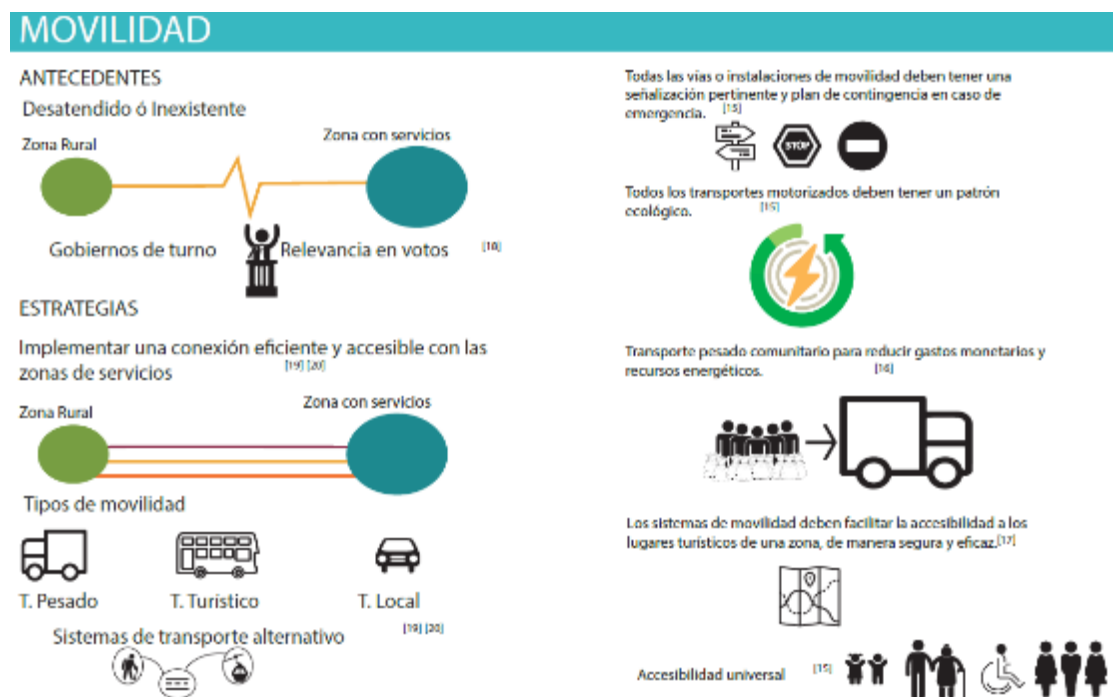 MOVILIDAD
ANTECEDENTES
Desatendido ó Inexistente
Zona Rural
Zona con servicios
Gobiernos de turno
Relevancia en votos [18]
ESTRATEGIAS
Implementar una conexión eficiente y accesible con las
zonas de servicios [19] [20]
Zona Rural
Zona con servicios
Tipos de movilidad
T. Pesado
T. Turístico
T. Local
Sistemas de transporte alternativo [19] [20]
Todas las vías o instalaciones de movilidad deben tener una
señalización pertinente y plan de contingencia en caso de
emergencia. [15]
STOP
Todos los transportes motorizados deben tener un patrón
ecológico. [15]
Transporte pesado comunitario para reducir gastos monetarios y
recursos energéticos. [16]
Los sistemas de movilidad deben facilitar la accesibilidad a los
lugares turísticos de una zona, de manera segura y eficaz.[17]
Accesibilidad universal [15]